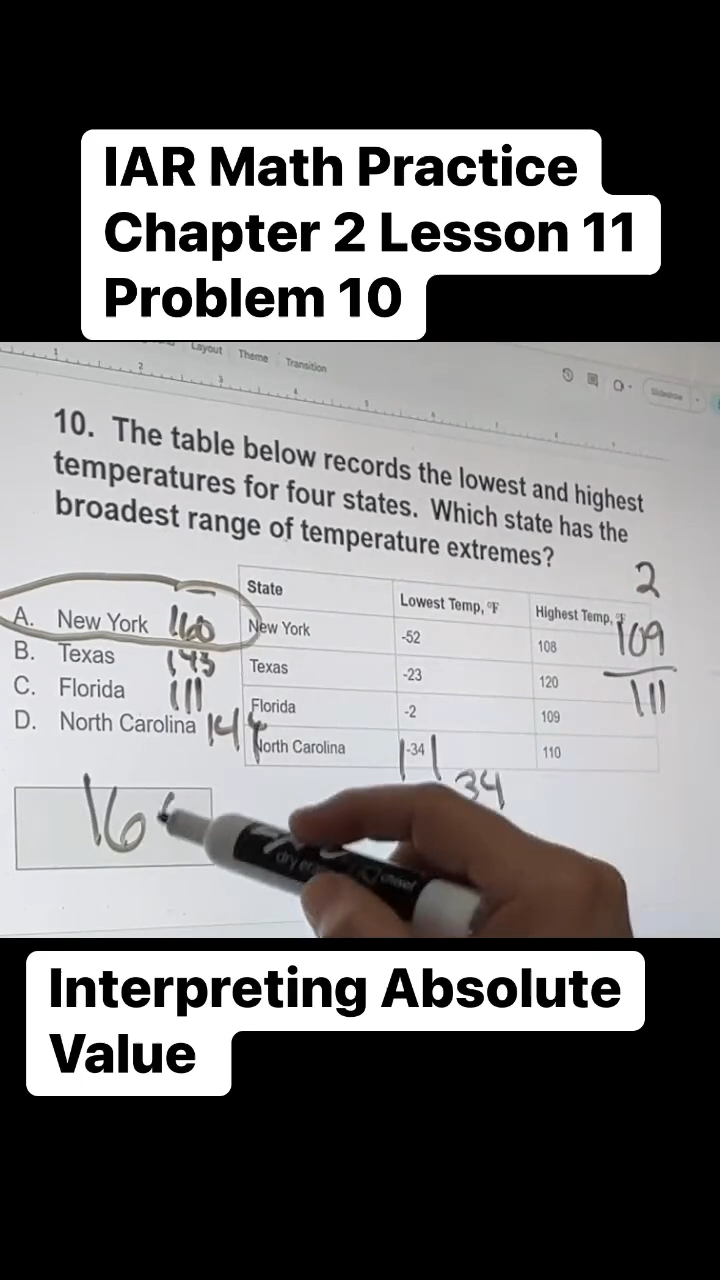 IAR Math Practice
Chapter 2 Lesson 11
Problem 10
Layout Theme Transition
Slideshow
10. The table below records the lowest and highest
temperatures for four states. Which state has the
broadest range of temperature extremes?
A. New York 160
B. Texas 143
C. Florida 111
D. North Carolina 144
State Lowest Temp, °F Highest Temp, °F
New York -52 108
Texas -23 120
Florida -2 109
North Carolina |-34| 110
2
109
111
34
16
dry er
Interpreting Absolute
Value